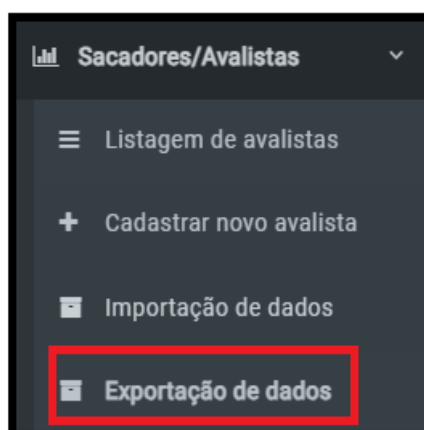 Sacadores/Avalistas
Listagem de avalistas
Cadastrar novo avalista
Importação de dados
Exportação de dados